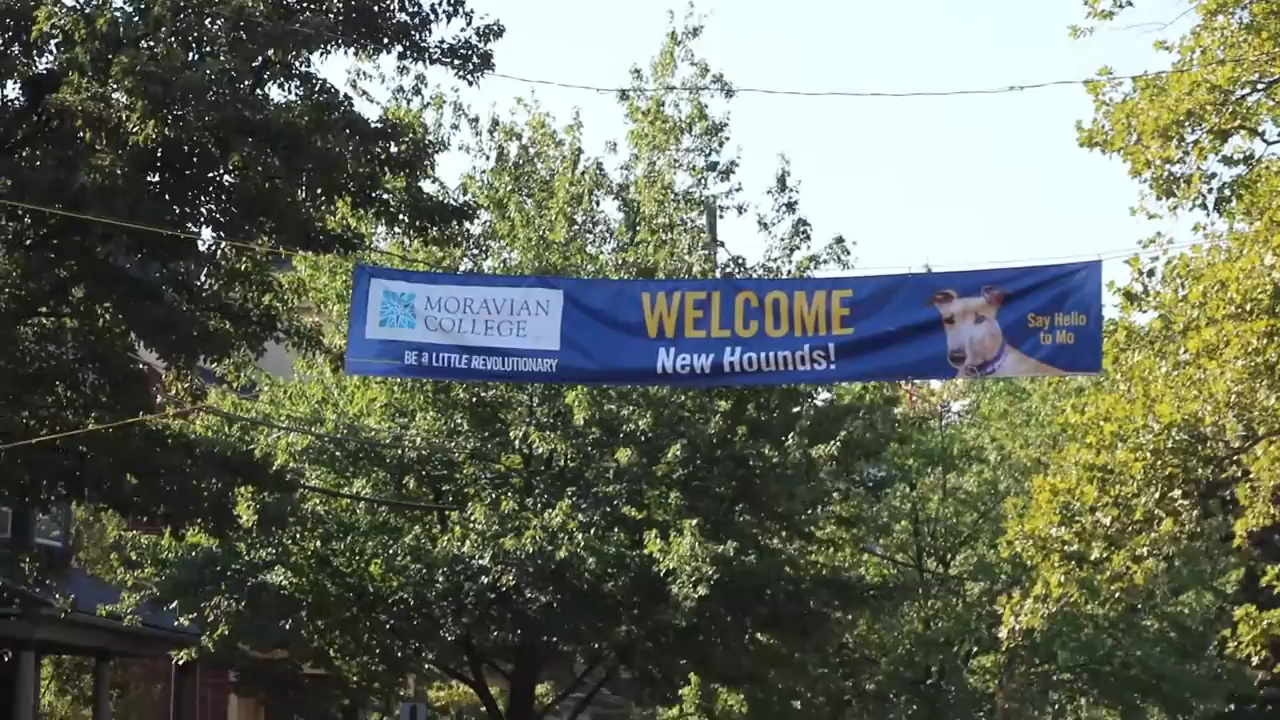 MORAVIAN
COLLEGE
BE a LITTLE REVOLUTIONARY
WELCOME
New Hounds!
Say Hello
to Mo